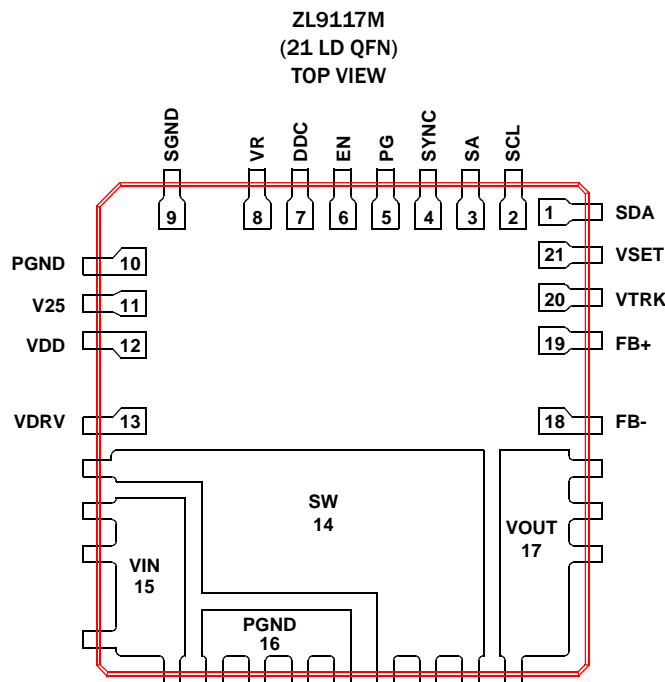 ZL9117M
(21 LD QFN)
TOP VIEW
SGND
VR
DDC
EN
PG
SYNC
SA
SCL
9
8
7
6
5
4
3
2
1
SDA
21
VSET
20
VTRK
19
FB+
18
FB-
PGND
10
V25
11
VDD
12
VDRV
13
SW
14
VOUT
17
VIN
15
PGND
16